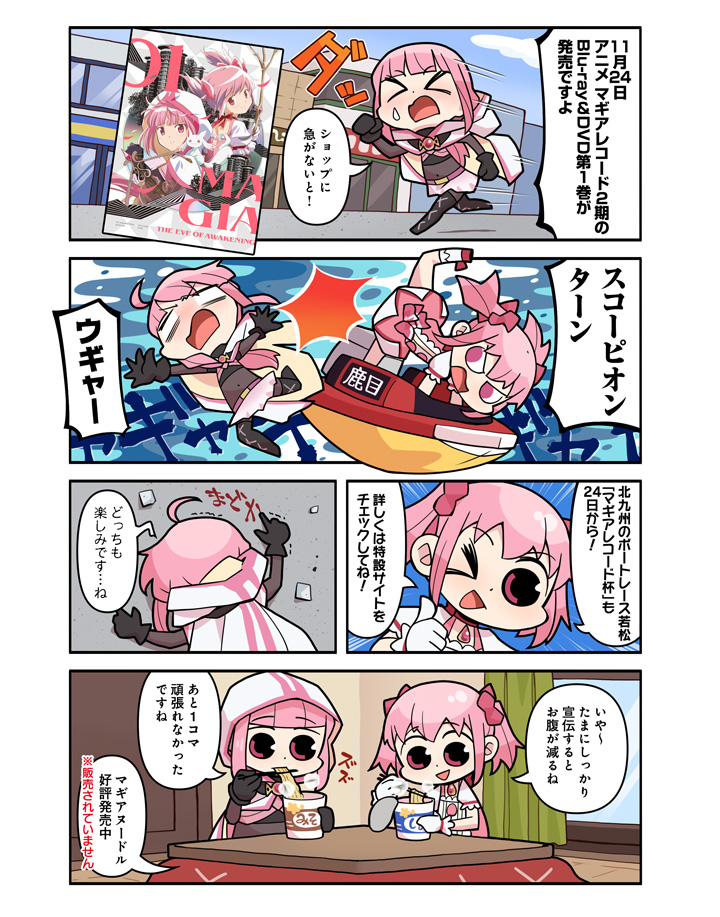 11月24日
アニメ マギアレコード2期の
Blu-ray&DVD第1巻が
発売ですよ
ダッ
ショップに
急がないと！
01
MA
GIA
THE EVE OF AWAKENING
スコーピオン
ターン
鹿目
ウギャー
ギャギャギャギャ
北九州のボートレース若松
「マギアレコード杯」も
24日から！
詳しくは特設サイトを
チェックしてね！
まどか
どっちも
楽しみです…ね
いや〜
たまにしっかり
宣伝すると
お腹が減るね
ズズ
あと1コマ
頑張れなかった
ですね
みそ
マギアヌードル
好評発売中
※販売されていません